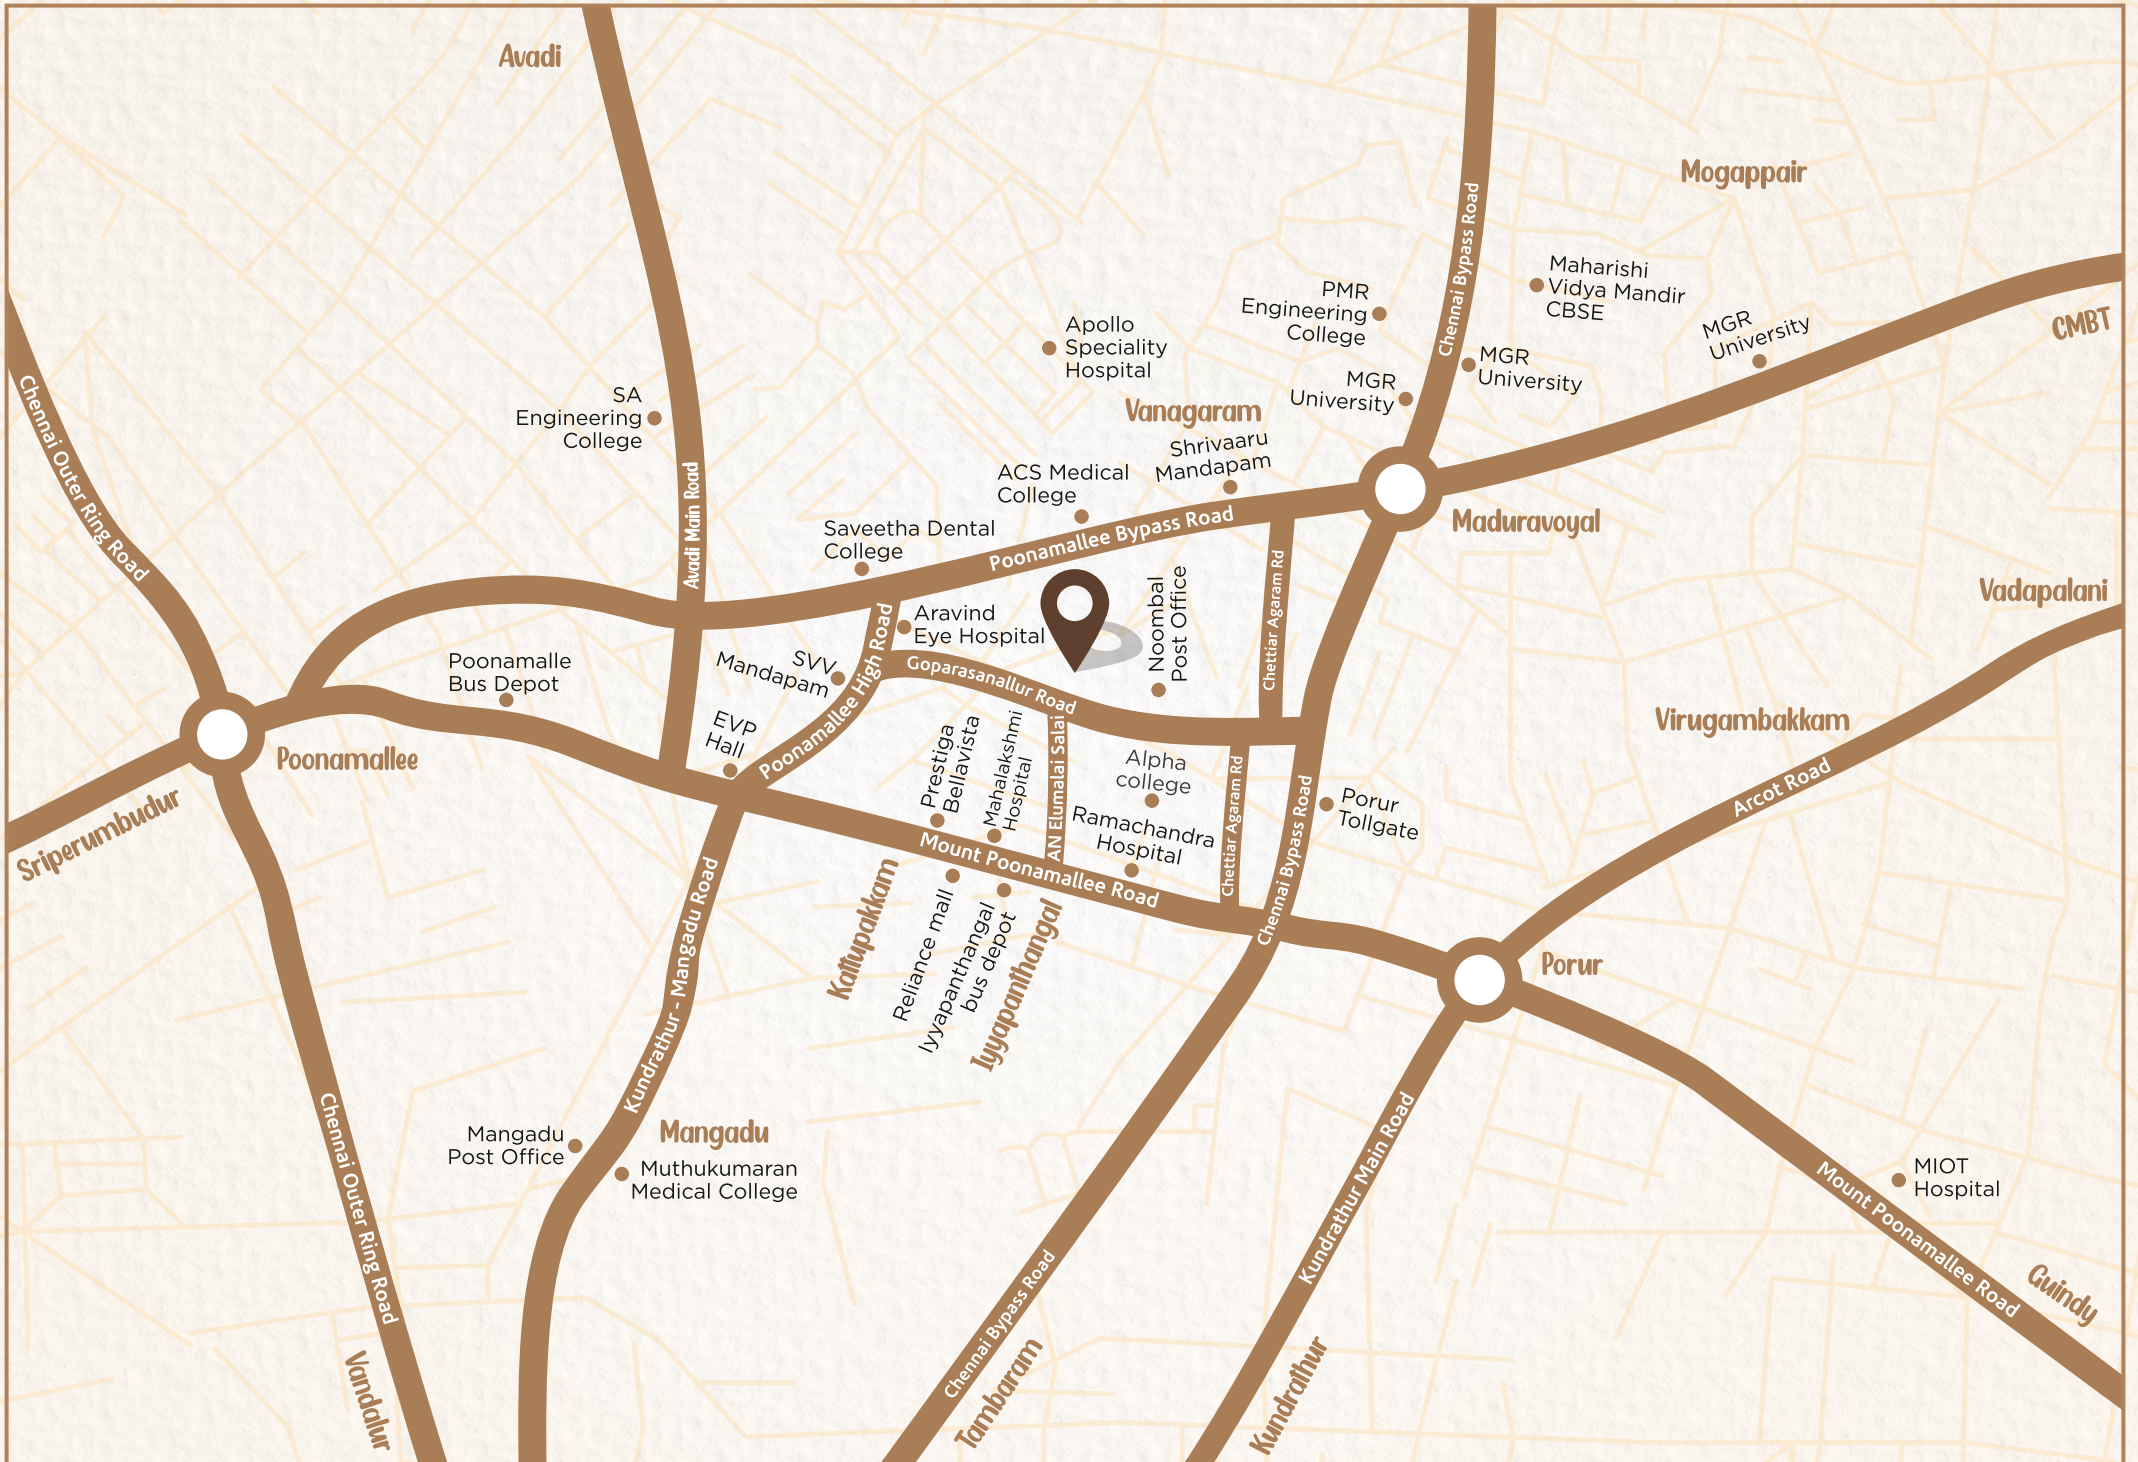 Avadi
Mogappair
Chennai Bypass Road
Maharishi
Vidya Mandir
CBSE
PMR
Engineering
College
MGR
University
CMBT
Apollo
Speciality
Hospital
MGR
University
MGR
University
Chennai Outer Ring Road
SA
Engineering
College
Vanagaram
Shrivaaru
Mandapam
ACS Medical
College
Avadi Main Road
Saveetha Dental
College
Poonamallee Bypass Road
Maduravoyal
Chettiar Agaram Rd
Noombal
Post Office
Vadapalani
Aravind
Eye Hospital
Poonamallee High Road
SVV
Mandapam
Goparasanallur Road
Poonamalle
Bus Depot
EVP
Hall
Poonamallee
Virugambakkam
Prestiga
Bellavista
Mahalakshmi
Hospital
AN Elumalai Salai
Alpha
college
Chettiar Agaram Rd
Chennai Bypass Road
Porur
Tollgate
Arcot Road
Sriperumbudur
Ramachandra
Hospital
Mount Poonamallee Road
Kattupakkam
Reliance mall
Iyyapanthangal
bus depot
Iyyapanthangal
Kundrathur - Mangadu Road
Porur
Mangadu
Post Office
Mangadu
Muthukumaran
Medical College
Chennai Outer Ring Road
Kundrathur Main Road
MIOT
Hospital
Mount Poonamallee Road
Guindy
Chennai Bypass Road
Vandalur
Tambaram
Kundrathur